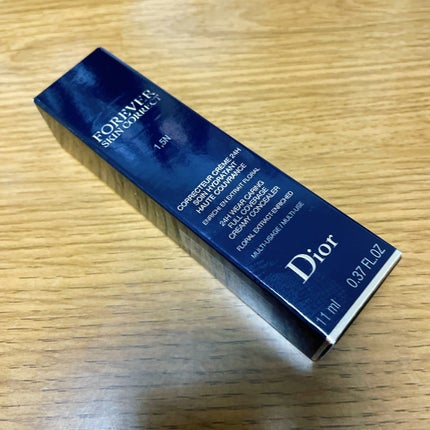 FOREVER
SKIN CORRECT
1,5N
CORRECTEUR CRÈME 24H
SOIN HYDRATANT
HAUTE COUVRANCE
ENRICHI EN EXTRAIT FLORAL
24H WEAR CARING
FULL COVERAGE
CREAMY CONCEALER
FLORAL EXTRACT-ENRICHED
MULTI-USAGE / MULTI-USE
Dior
11 ml 0.37 FL.OZ